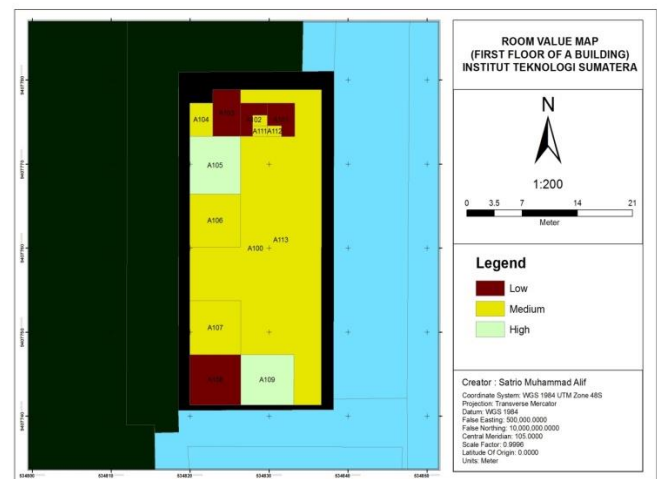 ROOM VALUE MAP
(FIRST FLOOR OF A BUILDING)
INSTITUT TEKNOLOGI SUMATERA
N
1:200
0 3.5 7 14 21
Meter
Legend
Low
Medium
High
Creator : Satrio Muhammad Alif
Coordinate System: WGS 1984 UTM Zone 48S
Projection: Transverse Mercator
Datum: WGS 1984
False Easting: 500,000.0000
False Northing: 10,000,000.0000
Central Meridian: 105.0000
Scale Factor: 0.9996
Latitude Of Origin: 0.0000
Units: Meter
A104
A111 A112
A105
A106
A113
A100
A107
A109